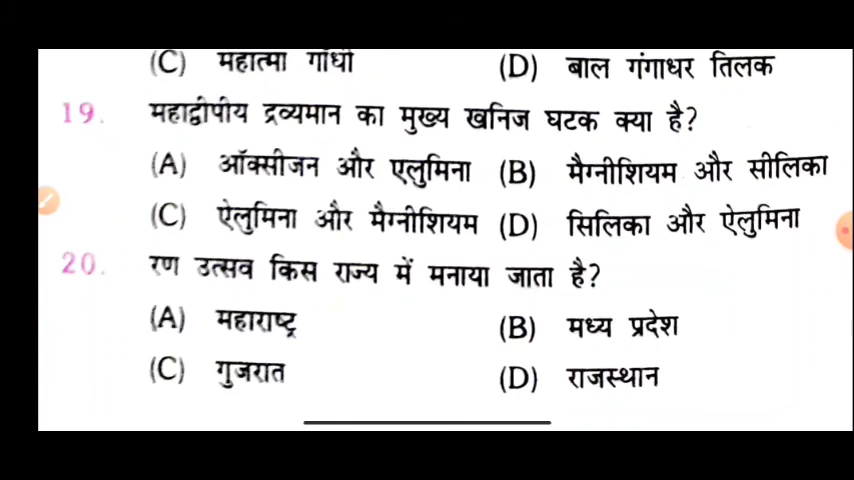 (C) महात्मा गाँधी (D) बाल गंगाधर तिलक
19. महाद्वीपीय द्रव्यमान का मुख्य खनिज घटक क्या है?
(A) ऑक्सीजन और एलुमिना (B) मैग्नीशियम और सीलिका
(C) ऐलुमिना और मैग्नीशियम (D) सिलिका और ऐलुमिना
20. रण उत्सव किस राज्य में मनाया जाता है?
(A) महाराष्ट्र (B) मध्य प्रदेश
(C) गुजरात (D) राजस्थान